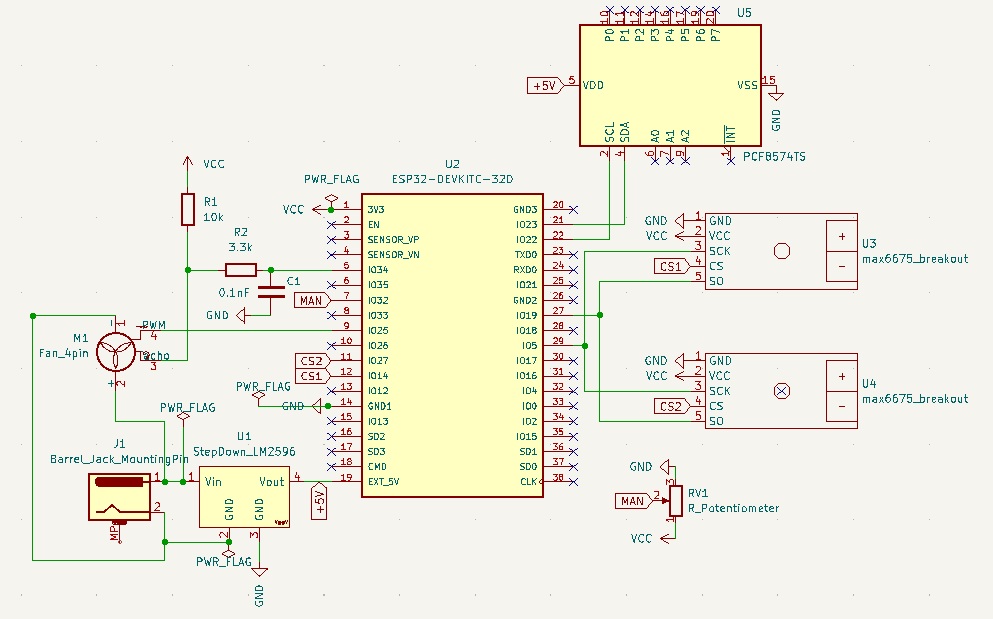 U5
10 11 12 14 16 17 19 20
P0 P1 P2 P3 P4 P5 P6 P7
+5V 5 VDD
VSS 15
GND
SCL SDA A0 A1 A2 INT
2 4 6 7 9 1
PCF8574TS
VCC
R1
10k
R2
3.3k
C1
0.1nF
GND
PWR_FLAG
VCC
U2
ESP32-DEVKITC-32D
1 3V3
2 EN
3 SENSOR_VP
4 SENSOR_VN
5 IO34
6 IO35
MAN 7 IO32
8 IO33
9 IO25
10 IO26
CS2 11 IO27
CS1 12 IO14
13 IO12
PWR_FLAG
GND 14 GND1
15 IO13
16 SD2
17 SD3
18 CMD
19 EXT_5V
GND3 20
IO23 21
IO22 22
TXD0 23
RXD0 24
IO21 25
GND2 26
IO19 27
IO18 28
IO5 29
IO17 30
IO16 31
IO4 32
IO0 33
IO2 34
IO15 35
SD1 36
SD0 37
CLK 38
M1
Fan_4pin
- 1
PWM
4
Tacho
3
+ 2
PWR_FLAG
J1
Barrel_Jack_MountingPin
1
2
MP
U1
StepDown_LM2596
1 Vin
Vout 4
GND GND
2 3
+5V
PWR_FLAG
GND
GND 1 GND
VCC 2 VCC
3 SCK
CS1 4 CS
5 SO
+
-
U3
max6675_breakout
GND 1 GND
VCC 2 VCC
3 SCK
CS2 4 CS
5 SO
+
-
U4
max6675_breakout
GND
3
MAN 2
RV1
R_Potentiometer
1
VCC